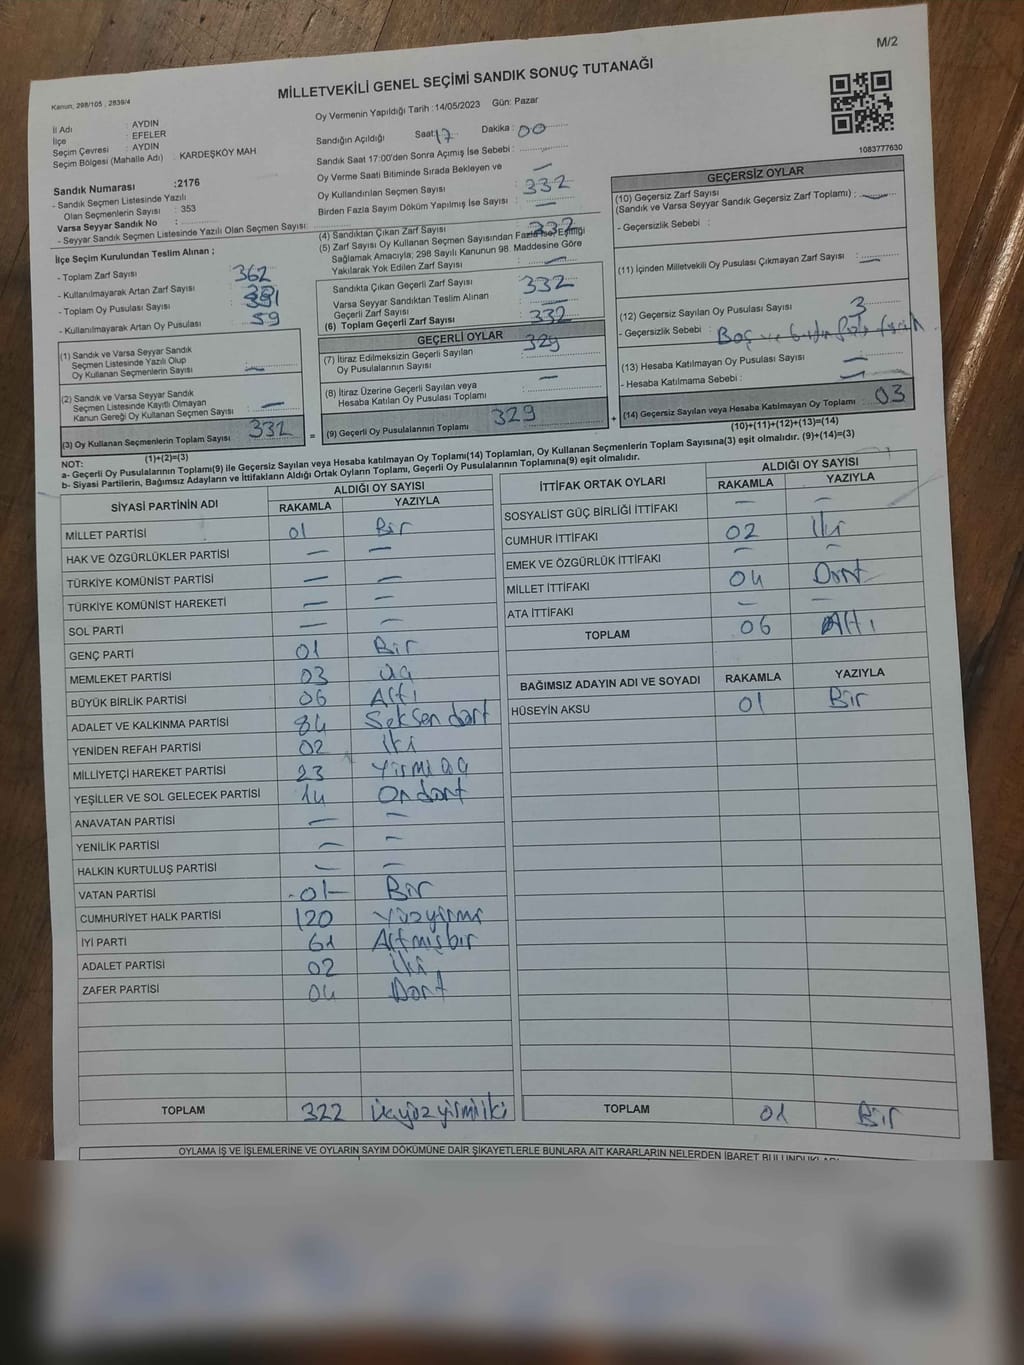 M/2
MİLLETVEKİLİ GENEL SEÇİMİ SANDIK SONUÇ TUTANAĞI
Kanun; 298/105 , 2839/4
İl Adı : AYDIN
İlçe : EFELER
Seçim Çevresi : AYDIN
Seçim Bölgesi (Mahalle Adı) : KARDEŞKÖY MAH
Sandık Numarası :2176
- Sandık Seçmen Listesinde Yazılı
Olan Seçmenlerin Sayısı : 353
Varsa Seyyar Sandık No :
- Seyyar Sandık Seçmen Listesinde Yazılı Olan Seçmen Sayısı:
Oy Vermenin Yapıldığı Tarih :14/05/2023 Gün: Pazar
Sandığın Açıldığı Saat: 17 Dakika : 00
Sandık Saat 17:00'den Sonra Açımış İse Sebebi :
Oy Verme Saati Bitiminde Sırada Bekleyen ve
Oy Kullandırılan Seçmen Sayısı : —
Birden Fazla Sayım Döküm Yapılmış İse Sayısı : —
332
1083777630
İlçe Seçim Kurulundan Teslim Alınan ;
- Toplam Zarf Sayısı : 362
- Kullanılmayarak Artan Zarf Sayısı :
- Toplam Oy Pusulası Sayısı : 391
- Kullanılmayarak Artan Oy Pusulası : 59
(1) Sandık ve Varsa Seyyar Sandık
Seçmen Listesinde Yazılı Olup
Oy Kullanan Seçmenlerin Sayısı : —
(2) Sandık ve Varsa Seyyar Sandık
Seçmen Listesinde Kayıtlı Olmayan
Kanun Gereği Oy Kullanan Seçmen Sayısı : —
(3) Oy Kullanan Seçmenlerin Toplam Sayısı : 332
(1)+(2)=(3)
(4) Sandıktan Çıkan Zarf Sayısı : 332
(5) Zarf Sayısı Oy Kullanan Seçmen Sayısından Fazla ise, Eşitliği
Sağlamak Amacıyla; 298 Sayılı Kanunun 98. Maddesine Göre
Yakılarak Yok Edilen Zarf Sayısı : —
Sandıkta Çıkan Geçerli Zarf Sayısı : 332
Varsa Seyyar Sandıktan Teslim Alınan
Geçerli Zarf Sayısı : —
(6) Toplam Geçerli Zarf Sayısı : 332
GEÇERLİ OYLAR
(7) İtiraz Edilmeksizin Geçerli Sayılan
Oy Pusulalarının Sayısı : 329
(8) İtiraz Üzerine Geçerli Sayılan veya
Hesaba Katılan Oy Pusulası Toplamı : —
(9) Geçerli Oy Pusulalarının Toplamı : 329
GEÇERSİZ OYLAR
(10) Geçersiz Zarf Sayısı
(Sandık ve Varsa Seyyar Sandık Geçersiz Zarf Toplamı) : —
- Geçersizlik Sebebi :
(11) İçinden Milletvekili Oy Pusulası Çıkmayan Zarf Sayısı : —
(12) Geçersiz Sayılan Oy Pusulası Sayısı : 3
- Geçersizlik Sebebi : Boş ve
(13) Hesaba Katılmayan Oy Pusulası Sayısı : —
- Hesaba Katılmama Sebebi : —
(14) Geçersiz Sayılan veya Hesaba Katılmayan Oy Toplamı : 03
(10)+(11)+(12)+(13)=(14)
NOT:
a- Geçerli Oy Pusulalarının Toplamı(9) ile Geçersiz Sayılan veya Hesaba katılmayan Oy Toplamı(14) Toplamları, Oy Kullanan Seçmenlerin Toplam Sayısına(3) eşit olmalıdır. (9)+(14)=(3)
b- Siyasi Partilerin, Bağımsız Adayların ve İttifakların Aldığı Ortak Oyların Toplamı, Geçerli Oy Pusulalarının Toplamına(9) eşit olmalıdır.
SİYASİ PARTİNİN ADI ALDIĞI OY SAYISI
RAKAMLA YAZIYLA
MİLLET PARTİSİ 01 Bir
HAK VE ÖZGÜRLÜKLER PARTİSİ — —
TÜRKİYE KOMÜNİST PARTİSİ — —
TÜRKİYE KOMÜNİST HAREKETİ — —
SOL PARTİ — —
GENÇ PARTİ 01 Bir
MEMLEKET PARTİSİ 03 Üç
BÜYÜK BİRLİK PARTİSİ 06 Altı
ADALET VE KALKINMA PARTİSİ 84 Seksen dört
YENİDEN REFAH PARTİSİ 02 iki
MİLLİYETÇİ HAREKET PARTİSİ 23 Yirmi üç
YEŞİLLER VE SOL GELECEK PARTİSİ 14 On dört
ANAVATAN PARTİSİ — —
YENİLİK PARTİSİ — —
HALKIN KURTULUŞ PARTİSİ — —
VATAN PARTİSİ -01- Bir
CUMHURİYET HALK PARTİSİ 120 Yüzyirmi
İYİ PARTİ 61 Altmışbir
ADALET PARTİSİ 02 İki
ZAFER PARTİSİ 04 Dört
TOPLAM 322 üçyüzyirmiiki
İTTİFAK ORTAK OYLARI ALDIĞI OY SAYISI
RAKAMLA YAZIYLA
SOSYALİST GÜÇ BİRLİĞİ İTTİFAKI — —
CUMHUR İTTİFAKI 02 İki
EMEK VE ÖZGÜRLÜK İTTİFAKI — —
MİLLET İTTİFAKI 04 Dört
ATA İTTİFAKI — —
TOPLAM 06 Altı
BAĞIMSIZ ADAYIN ADI VE SOYADI RAKAMLA YAZIYLA
HÜSEYİN AKSU 01 Bir
TOPLAM 01 Bir
OYLAMA İŞ VE İŞLEMLERİNE VE OYLARIN SAYIM DÖKÜMÜNE DAİR ŞİKAYETLERLE BUNLARA AİT KARARLARIN NELERDEN İBARET BULUNDUKLARI